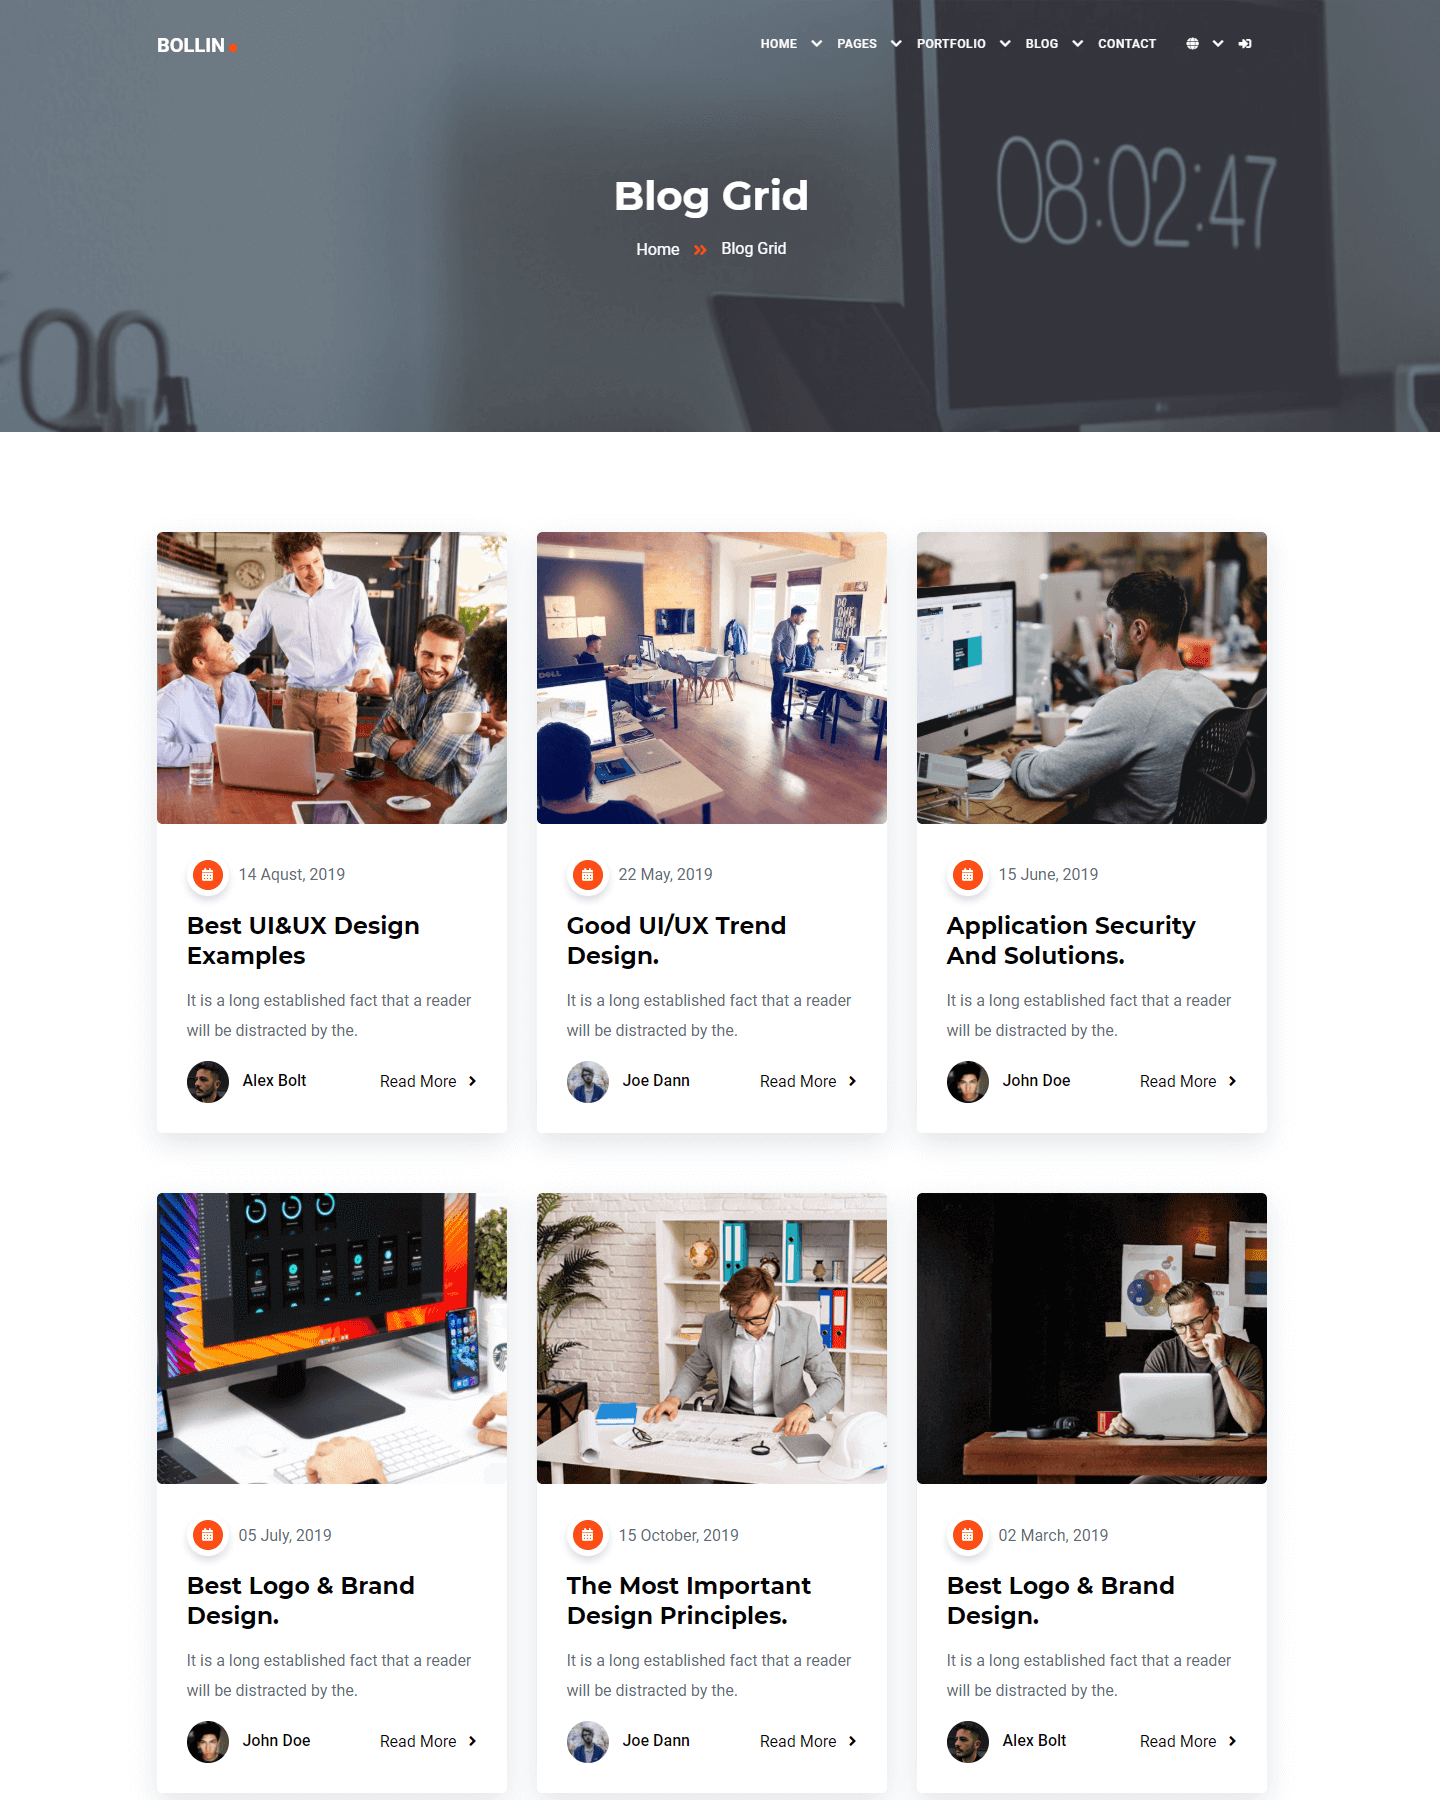 BOLLIN
HOME PAGES PORTFOLIO BLOG CONTACT
08:02:47
Blog Grid
Home Blog Grid
DELL
14 Aqust, 2019
22 May, 2019
15 June, 2019
Best UI&UX Design
Examples
Good UI/UX Trend
Design.
Application Security
And Solutions.
It is a long established fact that a reader
will be distracted by the.
It is a long established fact that a reader
will be distracted by the.
It is a long established fact that a reader
will be distracted by the.
Alex Bolt Read More
Joe Dann Read More
John Doe Read More
05 July, 2019
15 October, 2019
02 March, 2019
Best Logo & Brand
Design.
The Most Important
Design Principles.
Best Logo & Brand
Design.
It is a long established fact that a reader
will be distracted by the.
It is a long established fact that a reader
will be distracted by the.
It is a long established fact that a reader
will be distracted by the.
John Doe Read More
Joe Dann Read More
Alex Bolt Read More